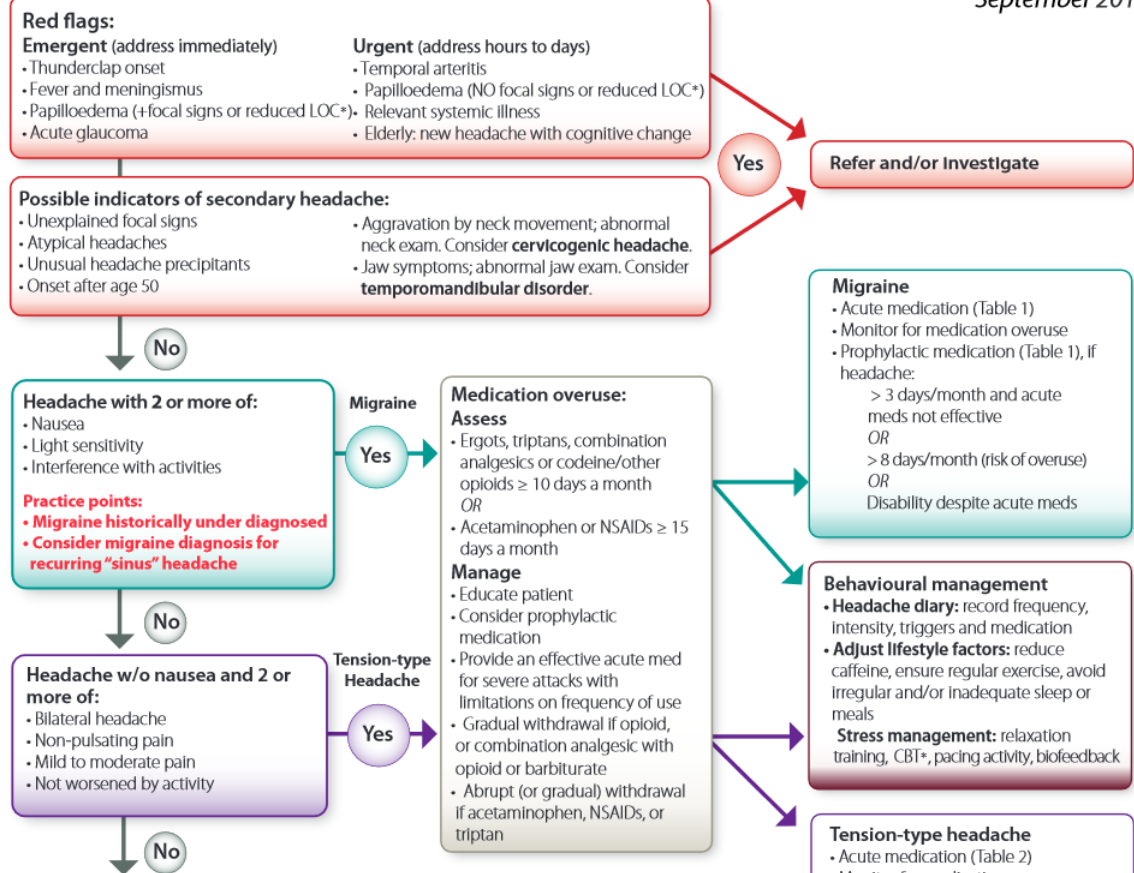 September 201
Red flags:
Emergent (address immediately)
• Thunderclap onset
• Fever and meningismus
• Papilloedema (+focal signs or reduced LOC*)
• Acute glaucoma
Urgent (address hours to days)
• Temporal arteritis
• Papilloedema (NO focal signs or reduced LOC*)
• Relevant systemic illness
• Elderly: new headache with cognitive change
Yes
Refer and/or investigate
Possible indicators of secondary headache:
• Unexplained focal signs
• Atypical headaches
• Unusual headache precipitants
• Onset after age 50
• Aggravation by neck movement; abnormal
neck exam. Consider cervicogenic headache.
• Jaw symptoms; abnormal jaw exam. Consider
temporomandibular disorder.
No
Headache with 2 or more of:
• Nausea
• Light sensitivity
• Interference with activities
Practice points:
• Migraine historically under diagnosed
• Consider migraine diagnosis for
recurring “sinus” headache
Migraine
Yes
Medication overuse:
Assess
• Ergots, triptans, combination
analgesics or codeine/other
opioids ≥ 10 days a month
OR
• Acetaminophen or NSAIDs ≥ 15
days a month
Manage
• Educate patient
• Consider prophylactic
medication
• Provide an effective acute med
for severe attacks with
limitations on frequency of use
• Gradual withdrawal if opioid,
or combination analgesic with
opioid or barbiturate
• Abrupt (or gradual) withdrawal
if acetaminophen, NSAIDs, or
triptan
Migraine
• Acute medication (Table 1)
• Monitor for medication overuse
• Prophylactic medication (Table 1), if
headache:
> 3 days/month and acute
meds not effective
OR
> 8 days/month (risk of overuse)
OR
Disability despite acute meds
Behavioural management
• Headache diary: record frequency,
intensity, triggers and medication
• Adjust lifestyle factors: reduce
caffeine, ensure regular exercise, avoid
irregular and/or inadequate sleep or
meals
Stress management: relaxation
training, CBT*, pacing activity, biofeedback
No
Headache w/o nausea and 2 or
more of:
• Bilateral headache
• Non-pulsating pain
• Mild to moderate pain
• Not worsened by activity
Tension-type
Headache
Yes
No
Tension-type headache
• Acute medication (Table 2)